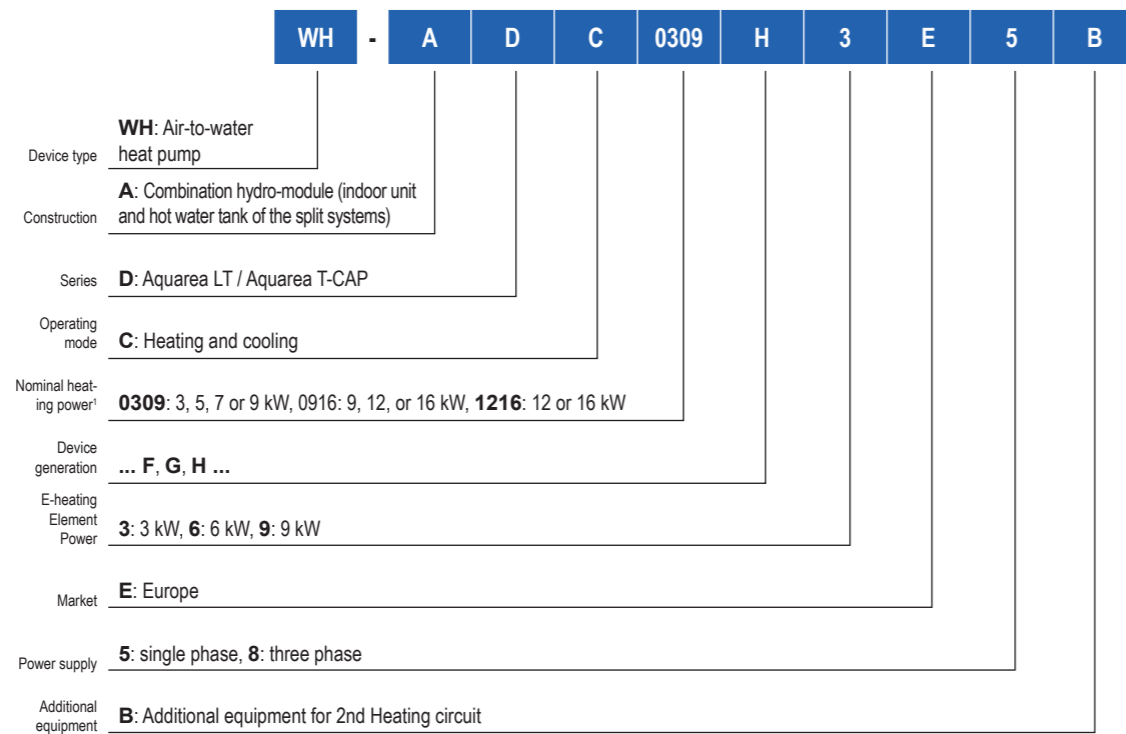 WH - A D C 0309 H 3 E 5 B
WH: Air-to-water
Device type heat pump
A: Combination hydro-module (indoor unit
Construction and hot water tank of the split systems)
Series D: Aquarea LT / Aquarea T-CAP
Operating
mode C: Heating and cooling
Nominal heat-
ing power¹ 0309: 3, 5, 7 or 9 kW, 0916: 9, 12, or 16 kW, 1216: 12 or 16 kW
Device
generation ... F, G, H ...
E-heating
Element
Power 3: 3 kW, 6: 6 kW, 9: 9 kW
Market E: Europe
Power supply 5: single phase, 8: three phase
Additional
equipment B: Additional equipment for 2nd Heating circuit